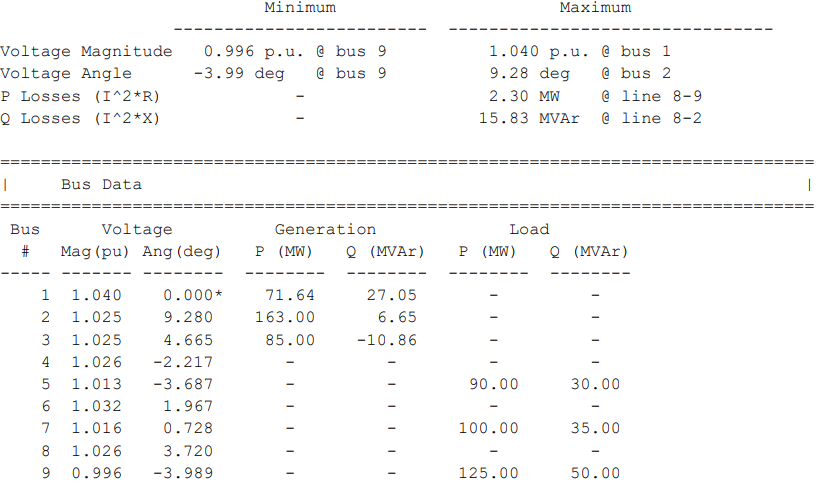 Minimum                      Maximum
                 -------------------------  --------------------------------
Voltage Magnitude   0.996 p.u. @ bus 9          1.040 p.u. @ bus 1
Voltage Angle      -3.99 deg   @ bus 9          9.28 deg   @ bus 2
P Losses (I^2*R)             -                  2.30 MW    @ line 8-9
Q Losses (I^2*X)             -                 15.83 MVAr  @ line 8-2
================================================================================
|     Bus Data                                                                 |
================================================================================
 Bus      Voltage          Generation             Load
  #   Mag(pu) Ang(deg)   P (MW)   Q (MVAr)   P (MW)   Q (MVAr)
----- ------- --------  --------  --------  --------  --------
    1  1.040    0.000*    71.64     27.05       -         -
    2  1.025    9.280    163.00      6.65       -         -
    3  1.025    4.665     85.00    -10.86       -         -
    4  1.026   -2.217       -         -         -         -
    5  1.013   -3.687       -         -       90.00     30.00
    6  1.032    1.967       -         -         -         -
    7  1.016    0.728       -         -      100.00     35.00
    8  1.026    3.720       -         -         -         -
    9  0.996   -3.989       -         -      125.00     50.00